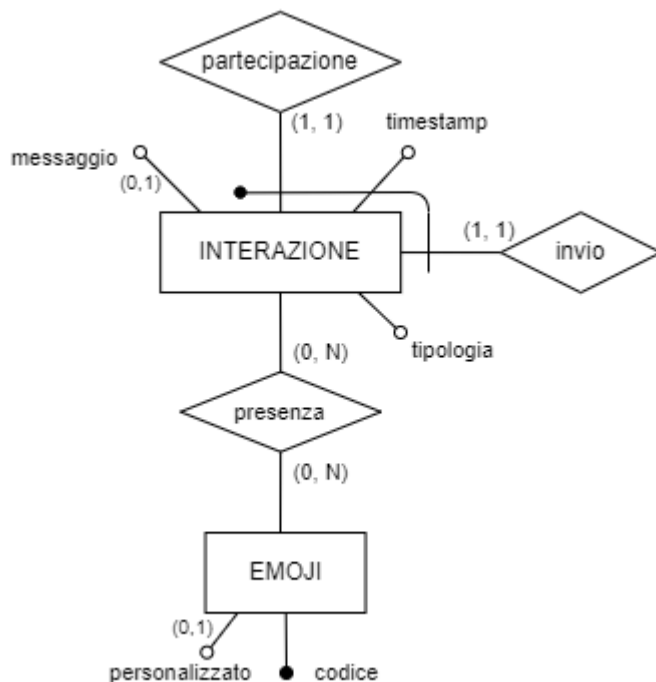 partecipazione
(1, 1)
timestamp
messaggio
(0,1)
INTERAZIONE
(1, 1)
invio
tipologia
(0, N)
presenza
(0, N)
EMOJI
(0,1)
personalizzato
codice